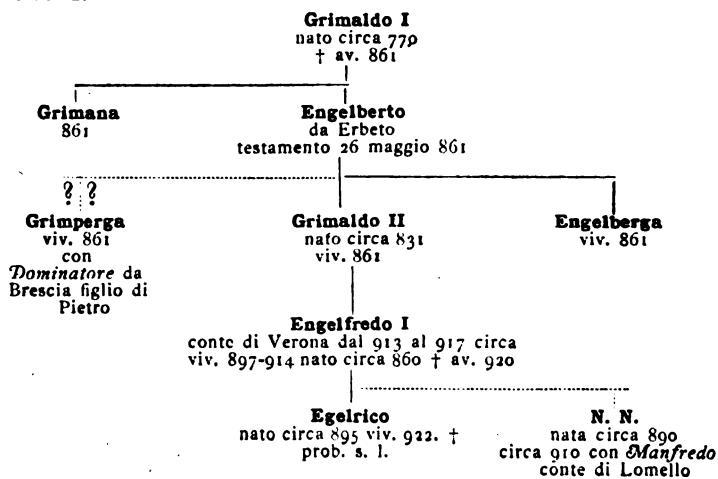 Grimaldo I
nato circa 770
† av. 861
Grimana
861
Engelberto
da Erbeto
testamento 26 maggio 861
? ?
Grimperga
viv. 861
con
Dominatore da
Brescia figlio di
Pietro
Grimaldo II
nato circa 831
viv. 861
Engelberga
viv. 861
Engelfredo I
conte di Verona dal 913 al 917 circa
viv. 897-914 nato circa 860 † av. 920
Egelrico
nato circa 895 viv. 922. †
prob. s. l.
N. N.
nata circa 890
circa 910 con Manfredo
conte di Lomello